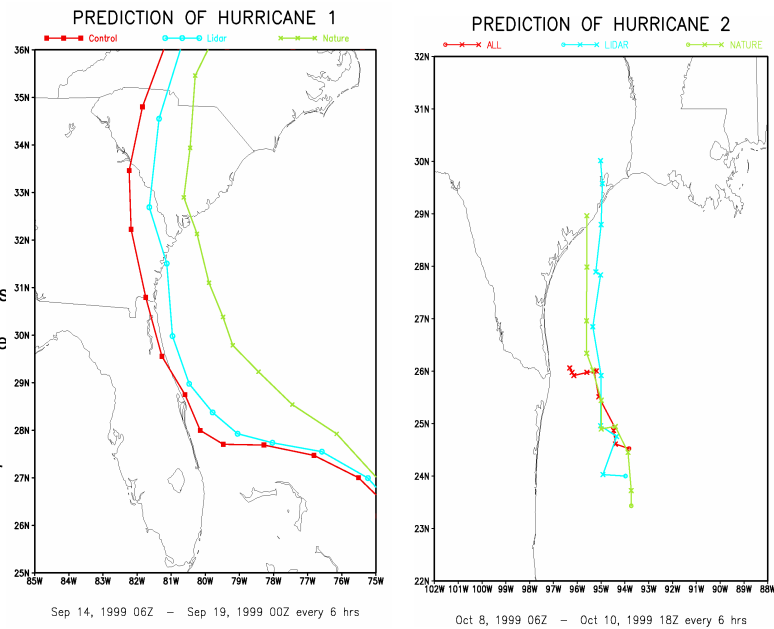 PREDICTION OF HURRICANE 1
Control Lidar Nature
36N
35N
34N
33N
32N
31N
30N
29N
28N
27N
26N
25N
85W 84W 83W 82W 81W 80W 79W 78W 77W 76W 75W
Sep 14, 1999 06Z – Sep 19, 1999 00Z every 6 hrs
PREDICTION OF HURRICANE 2
ALL LIDAR NATURE
32N
31N
30N
29N
28N
27N
26N
25N
24N
23N
22N
102W 101W 100W 99W 98W 97W 96W 95W 94W 93W 92W 91W 90W 89W 88W
Oct 8, 1999 06Z – Oct 10, 1999 18Z every 6 hrs